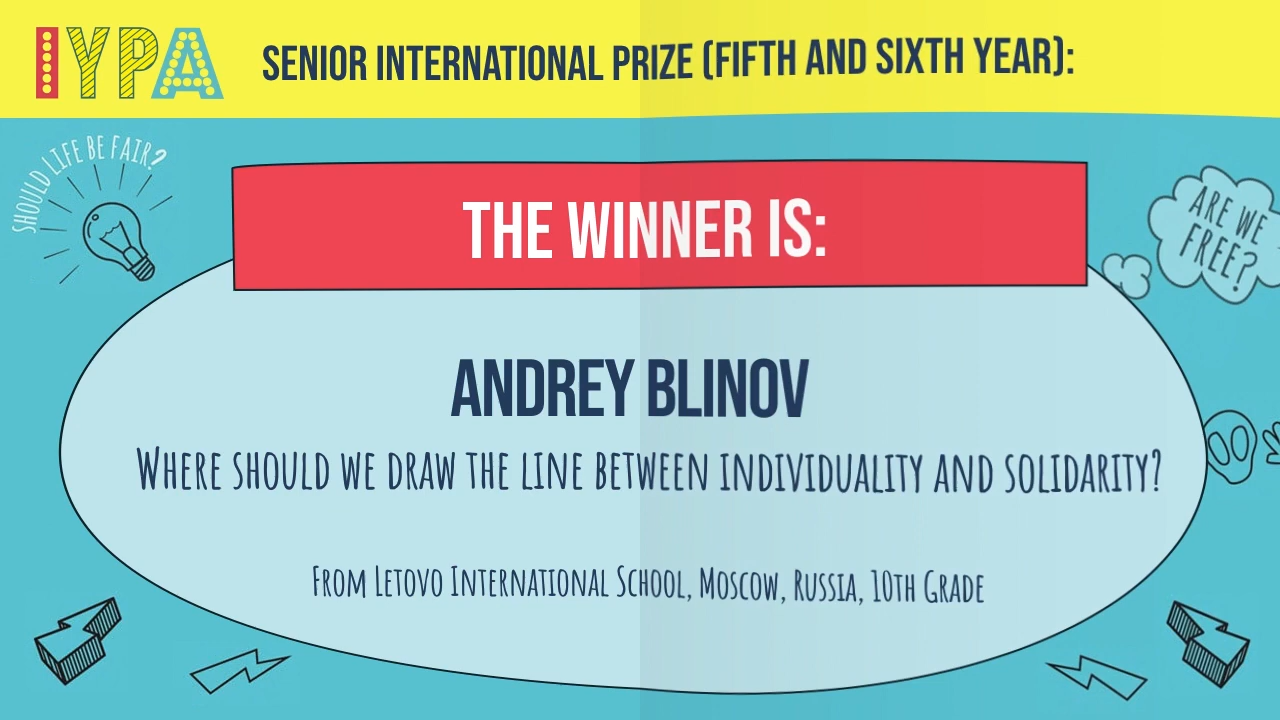 IYPA
SENIOR INTERNATIONAL PRIZE (FIFTH AND SIXTH YEAR):
SHOULD LIFE BE FAIR?
ARE WE
FREE?
THE WINNER IS:
ANDREY BLINOV
WHERE SHOULD WE DRAW THE LINE BETWEEN INDIVIDUALITY AND SOLIDARITY?
FROM LETOVO INTERNATIONAL SCHOOL, MOSCOW, RUSSIA, 10TH GRADE